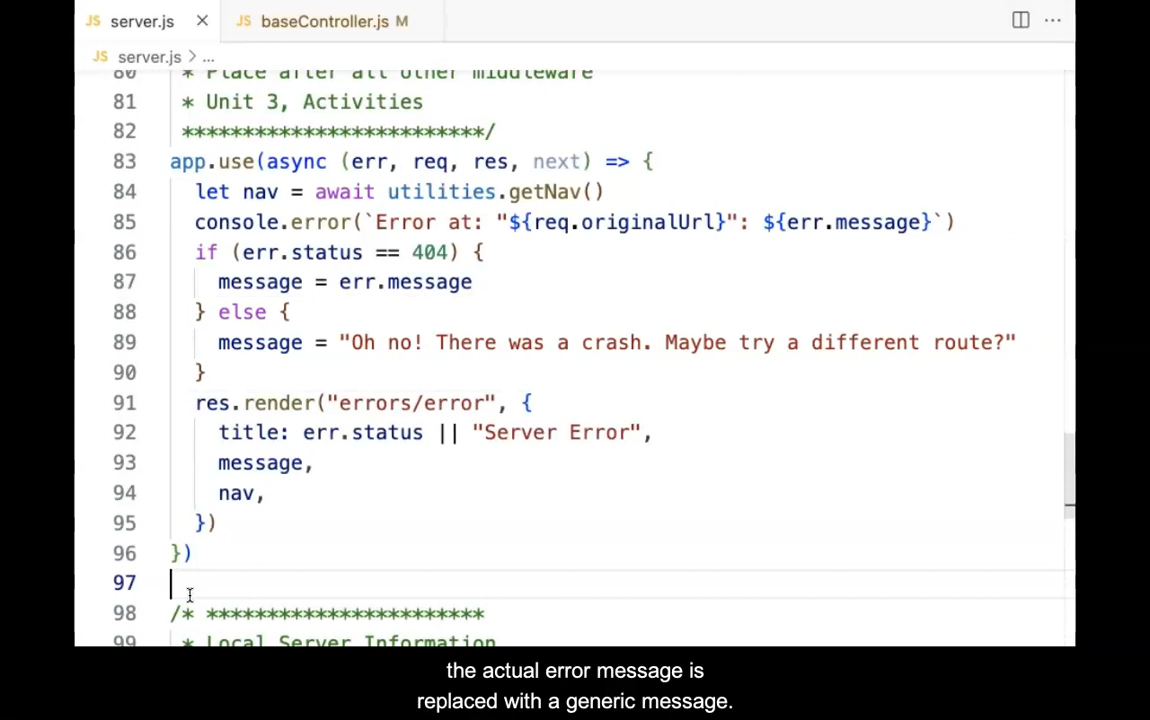 JS server.js × JS baseController.js M
JS server.js > ...
80 * Place after all other middleware
81 * Unit 3, Activities
82 *************************/
83 app.use(async (err, req, res, next) => {
84 let nav = await utilities.getNav()
85 console.error(`Error at: "${req.originalUrl}": ${err.message}`)
86 if (err.status == 404) {
87 message = err.message
88 } else {
89 message = "Oh no! There was a crash. Maybe try a different route?"
90 }
91 res.render("errors/error", {
92 title: err.status || "Server Error",
93 message,
94 nav,
95 })
96 })
97
98 /* ***********************
99 * Local Server Information
the actual error message is
replaced with a generic message.